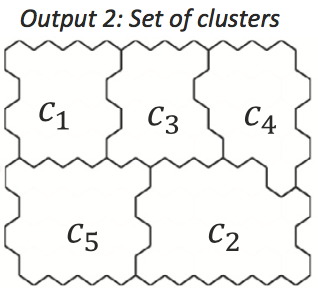 Output 2: Set of clusters
C1 C3 C4
C5 C2